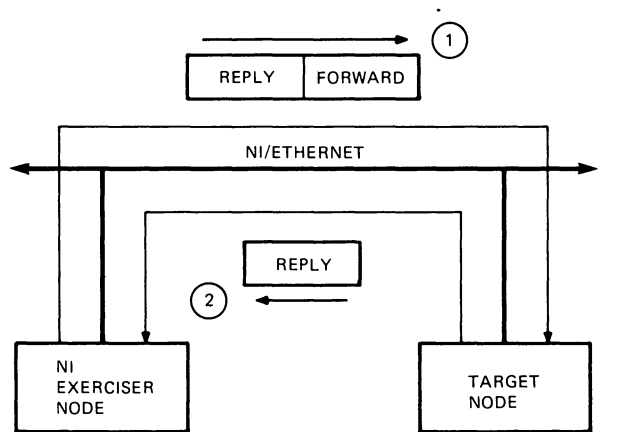 1
REPLY FORWARD
NI/ETHERNET
REPLY
2
NI
EXERCISER
NODE
TARGET
NODE